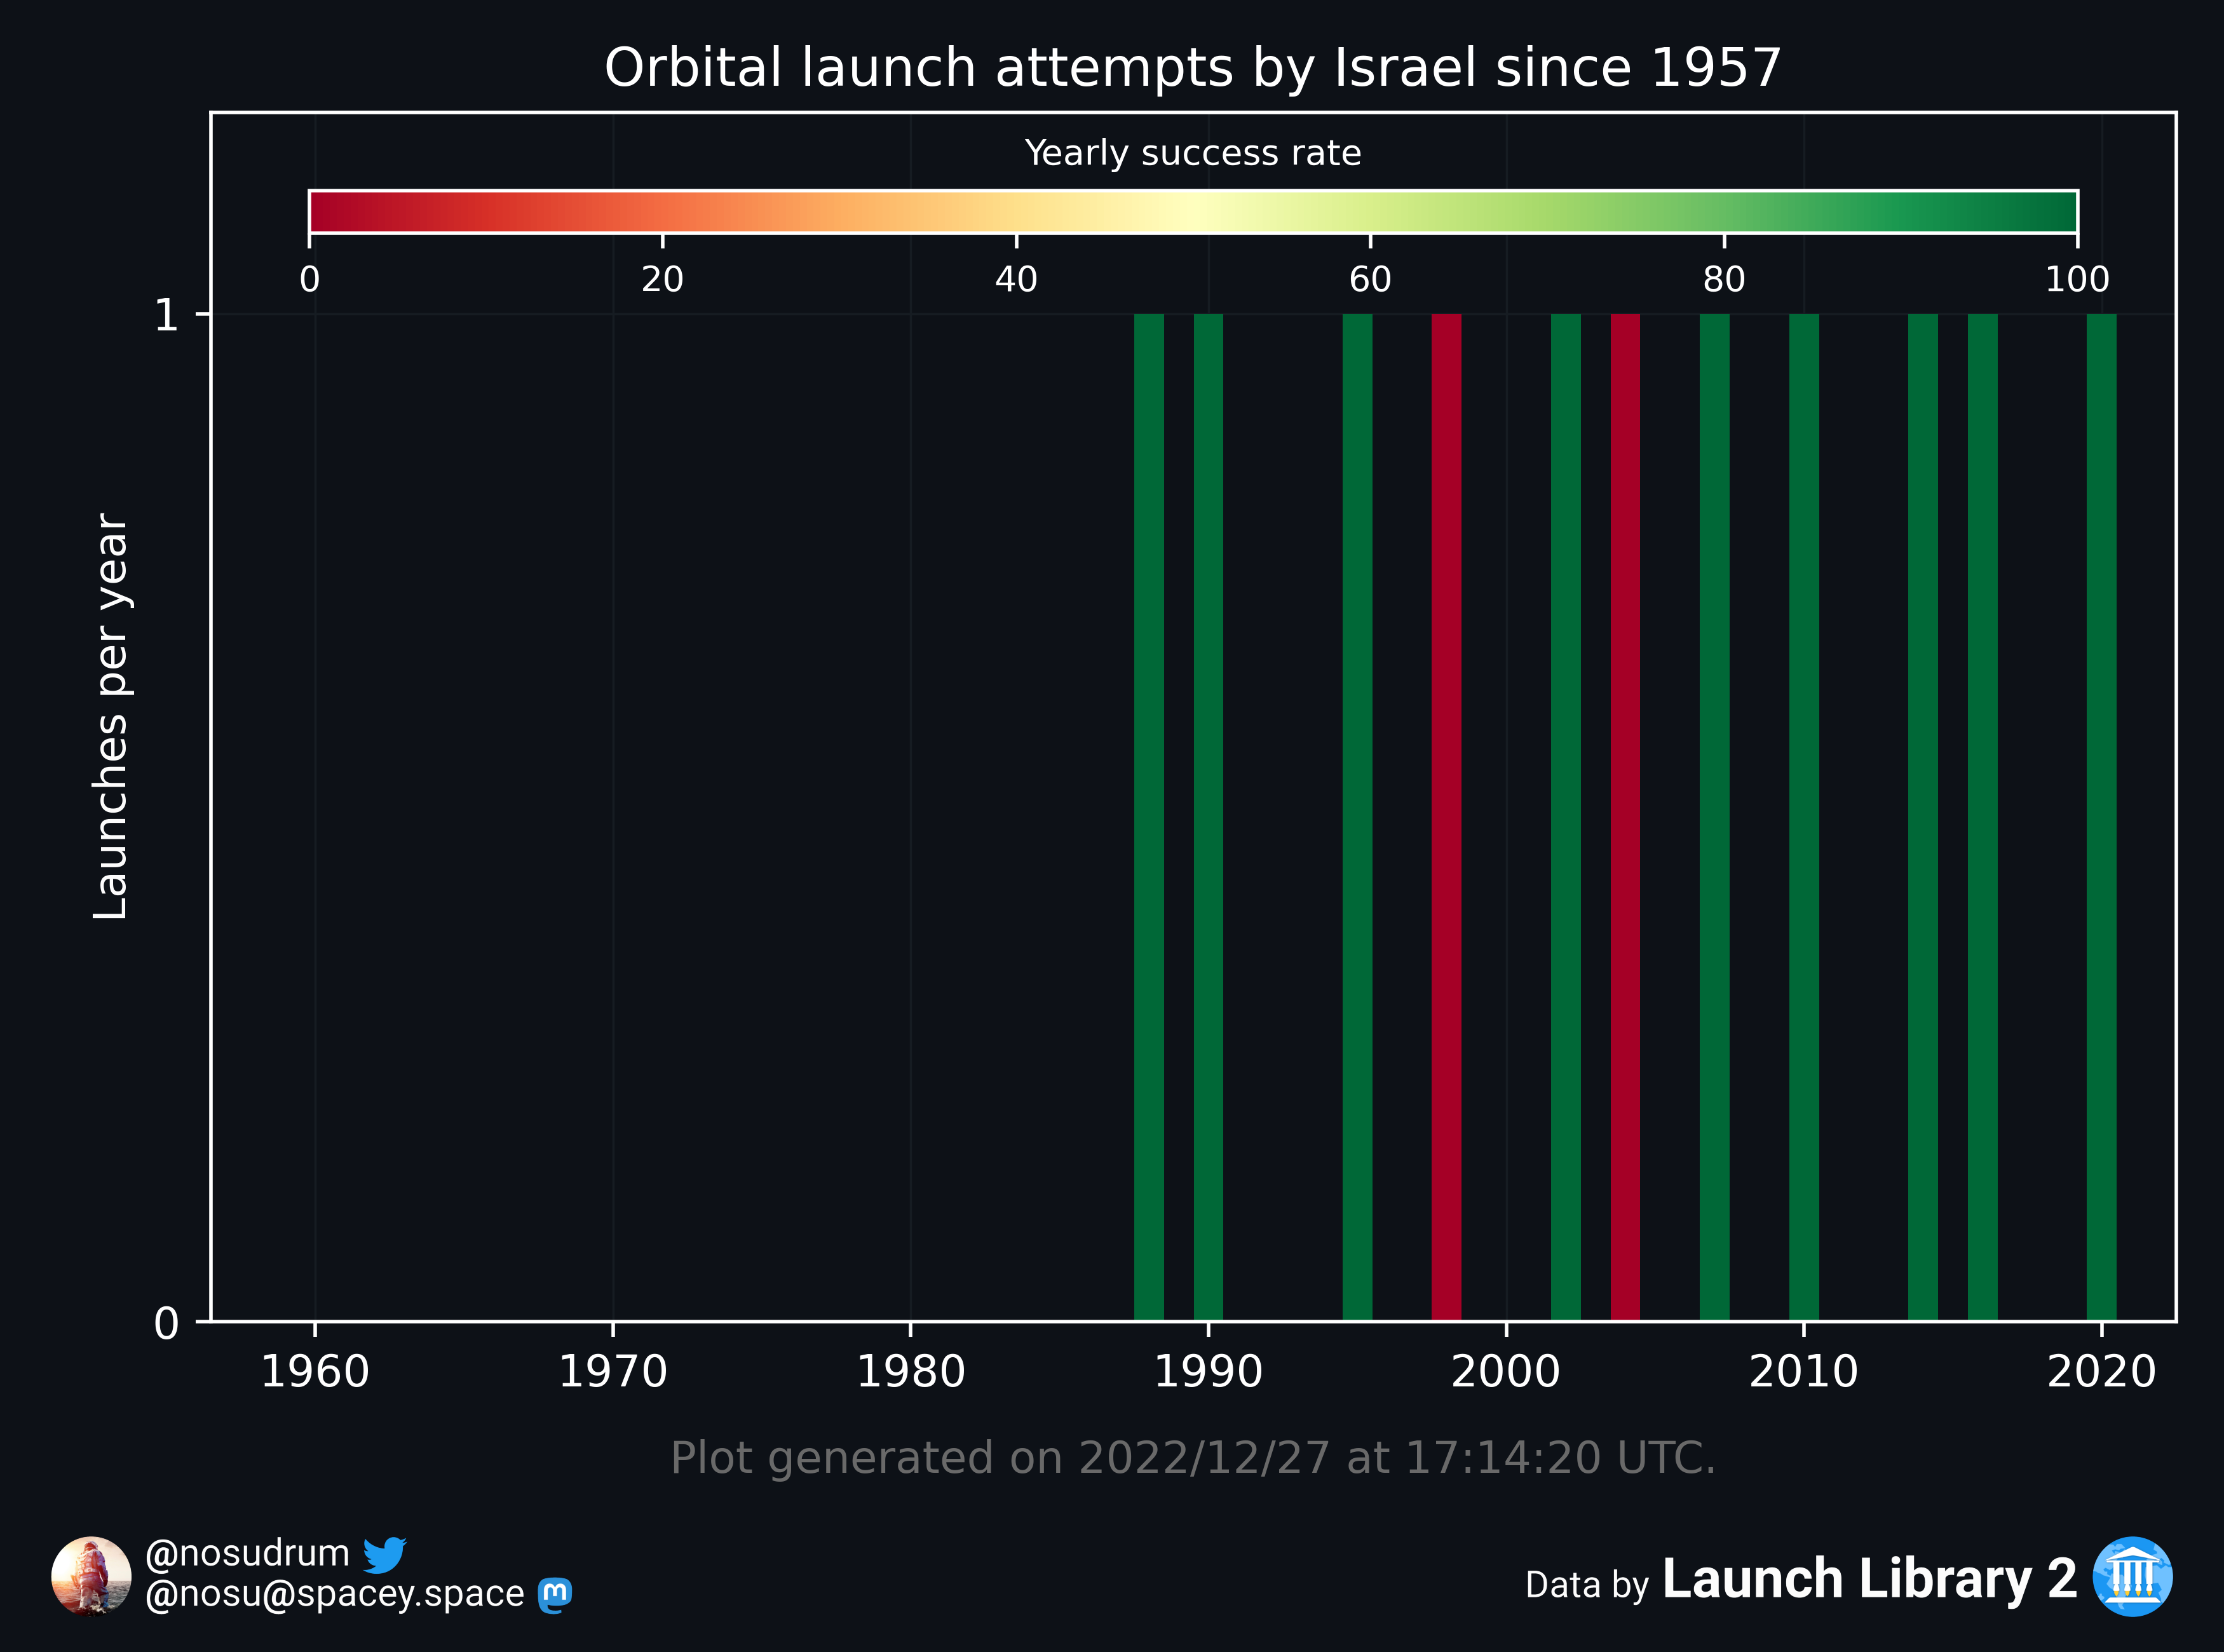 Orbital launch attempts by Israel since 1957
Yearly success rate
0 20 40 60 80 100
1
Launches per year
0
1960 1970 1980 1990 2000 2010 2020
Plot generated on 2022/12/27 at 17:14:20 UTC.
@nosudrum
@nosu@spacey.space
Data by Launch Library 2